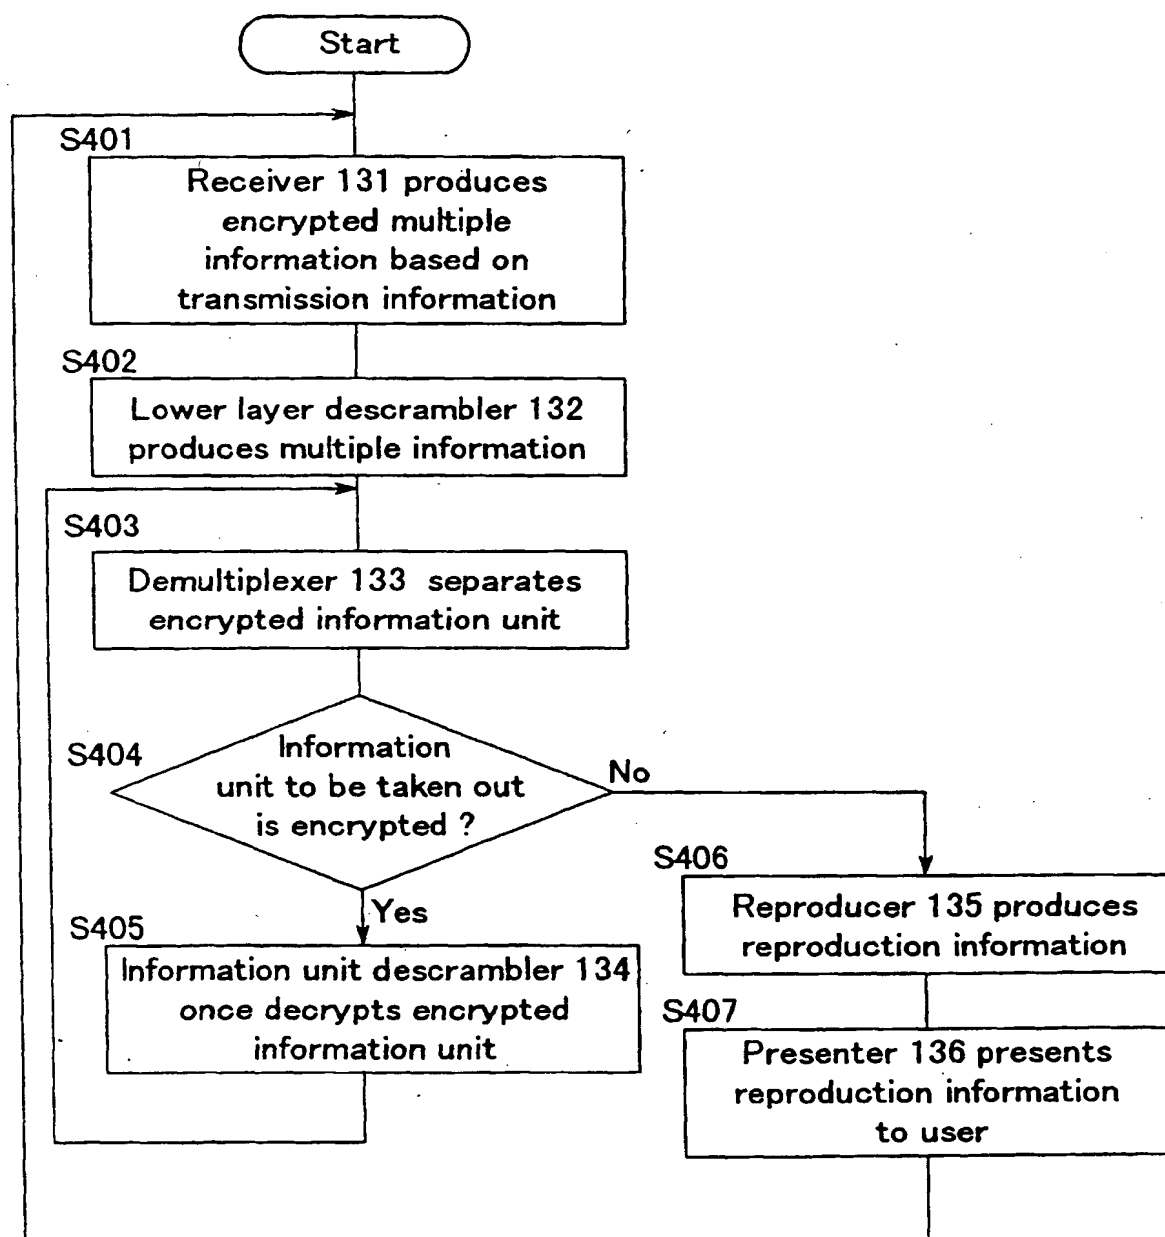 Start
S401
Receiver 131 produces
encrypted multiple
information based on
transmission information
S402
Lower layer descrambler 132
produces multiple information
S403
Demultiplexer 133 separates
encrypted information unit
S404
Information
unit to be taken out
is encrypted ?
No
Yes
S405
Information unit descrambler 134
once decrypts encrypted
information unit
S406
Reproducer 135 produces
reproduction information
S407
Presenter 136 presents
reproduction information
to user